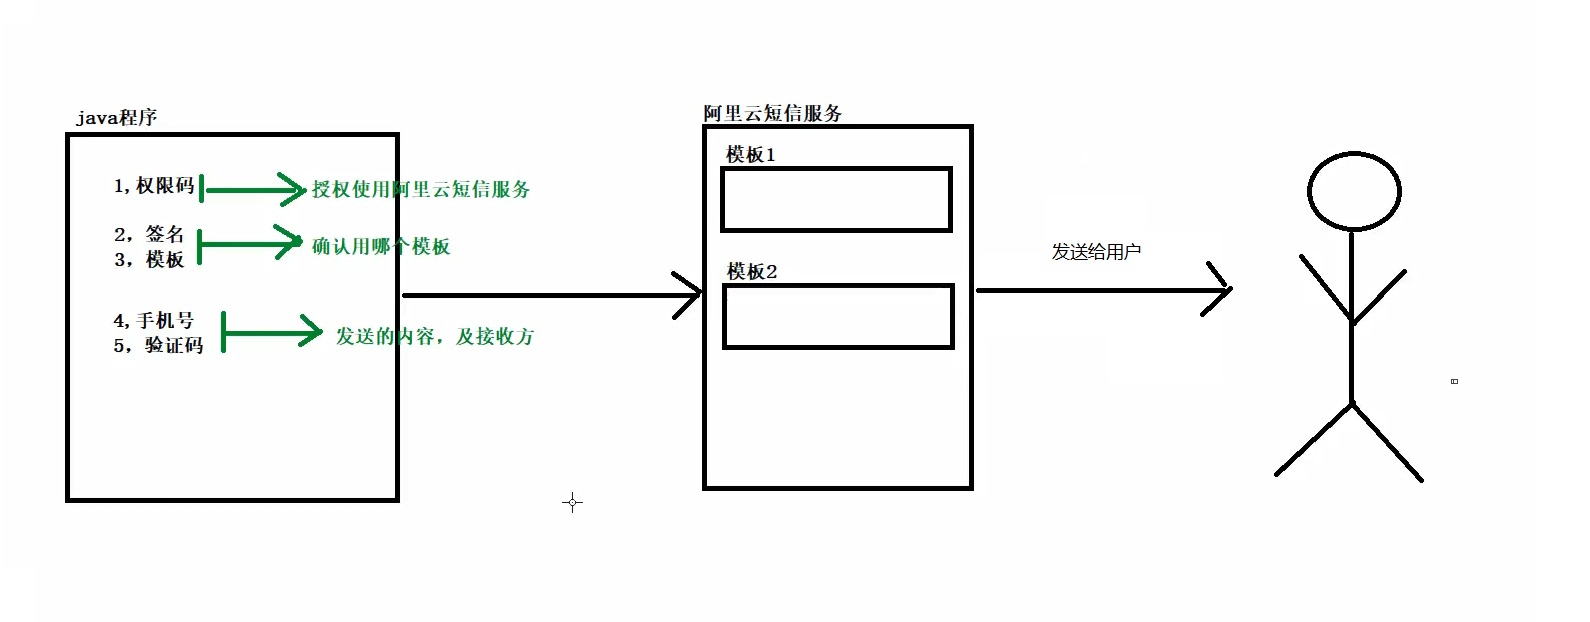 java程序
1,权限码
授权使用阿里云短信服务
2，签名
3，模板
确认用哪个模板
4,手机号
5，验证码
发送的内容，及接收方
阿里云短信服务
模板1
模板2
发送给用户